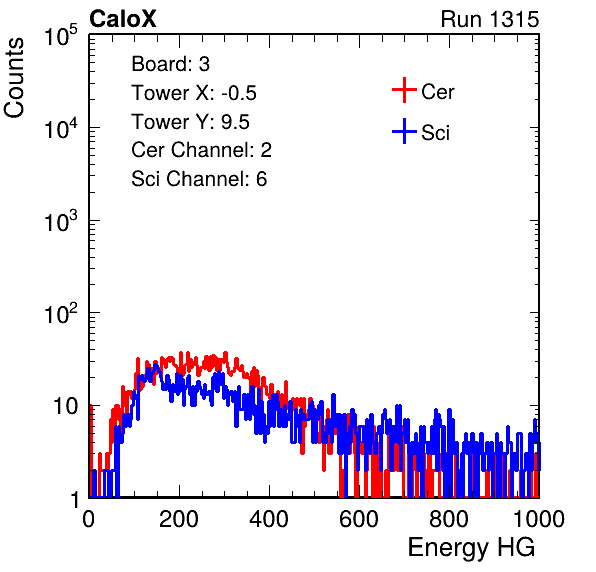 CaloX Run 1315
Counts
10^5
10^4
10^3
10^2
10
1
Board: 3
Tower X: -0.5
Tower Y: 9.5
Cer Channel: 2
Sci Channel: 6
Cer
Sci
0 200 400 600 800 1000
Energy HG